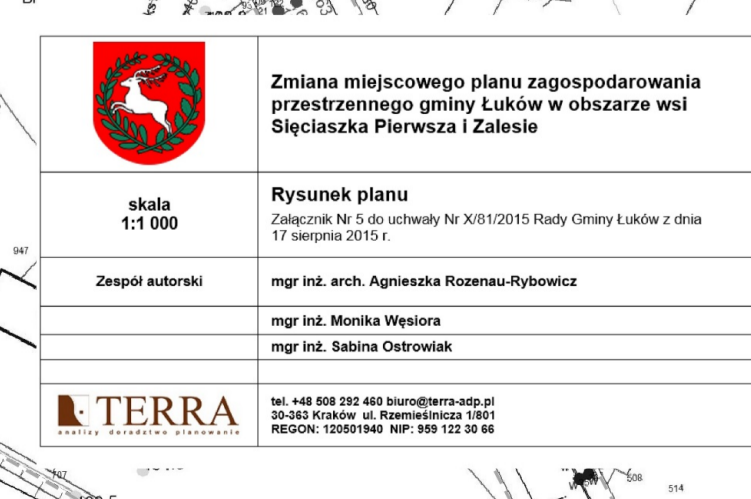 Zmiana miejscowego planu zagospodarowania
przestrzennego gminy Łuków w obszarze wsi
Sięciaszka Pierwsza i Zalesie
skala
1:1 000
Rysunek planu
Załącznik Nr 5 do uchwały Nr X/81/2015 Rady Gminy Łuków z dnia
17 sierpnia 2015 r.
947
Zespół autorski
mgr inż. arch. Agnieszka Rozenau-Rybowicz
mgr inż. Monika Węsiora
mgr inż. Sabina Ostrowiak
TERRA
analizy doradztwo planowanie
tel. +48 508 292 460 biuro@terra-adp.pl
30-363 Kraków ul. Rzemieślnicza 1/801
REGON: 120501940 NIP: 959 122 30 66
707
508
514